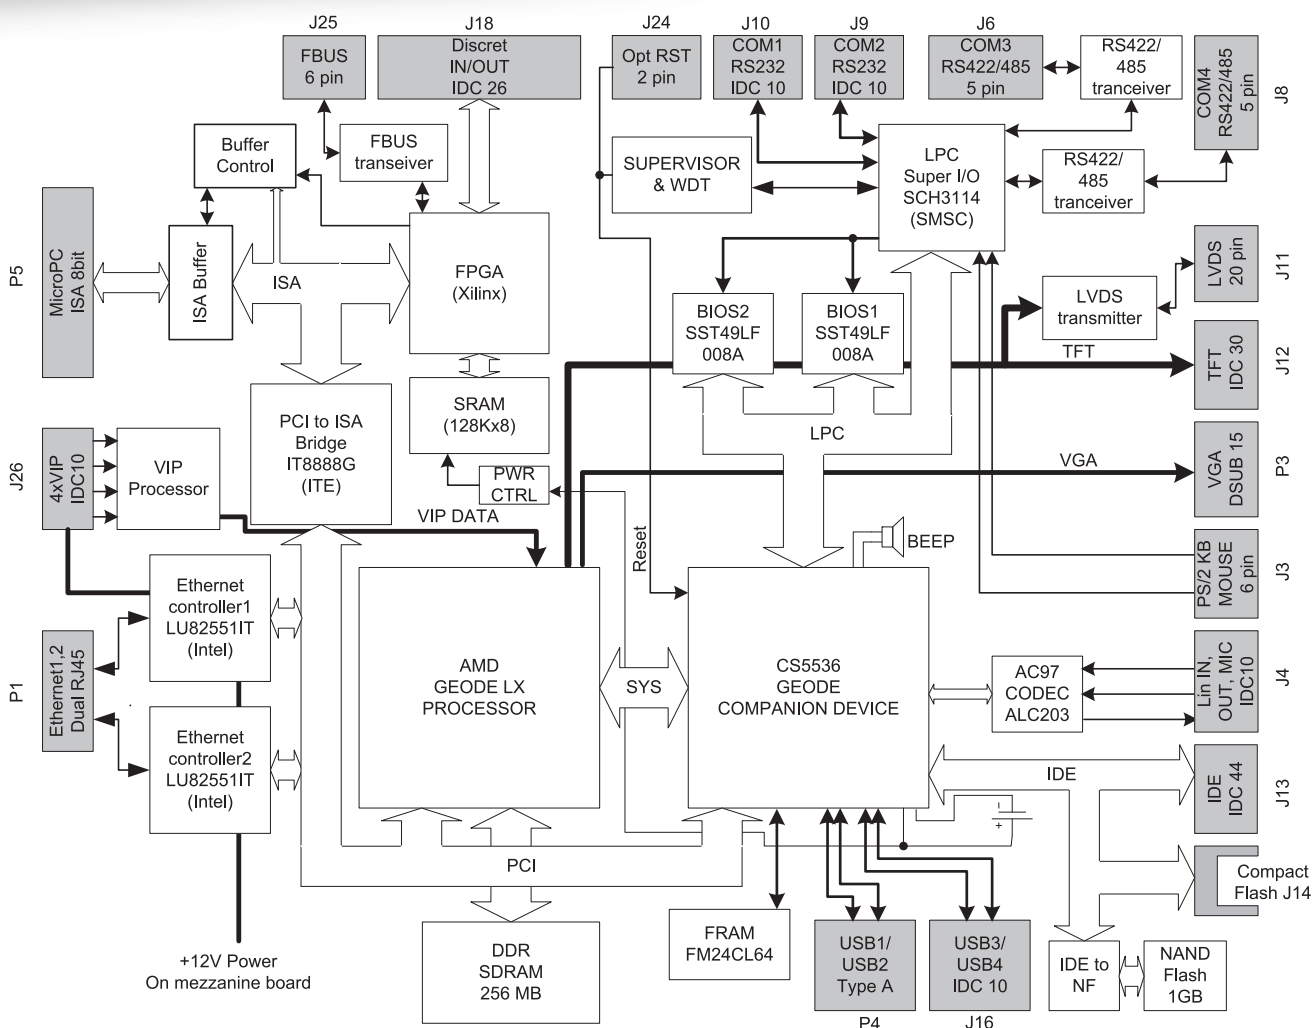 J25
J18
J24
J10
J9
J6
FBUS
6 pin
Discret
IN/OUT
IDC 26
Opt RST
2 pin
COM1
RS232
IDC 10
COM2
RS232
IDC 10
COM3
RS422/485
5 pin
RS422/
485
tranceiver
COM4
RS422/485
5 pin
J8
Buffer
Control
FBUS
transeiver
SUPERVISOR
& WDT
LPC
Super I/O
SCH3114
(SMSC)
RS422/
485
tranceiver
P5
MicroPC
ISA 8bit
ISA Buffer
ISA
FPGA
(Xilinx)
BIOS2
SST49LF
008A
BIOS1
SST49LF
008A
LVDS
transmitter
LVDS
20 pin
J11
TFT
TFT
IDC 30
J12
PCI to ISA
Bridge
IT8888G
(ITE)
SRAM
(128Kx8)
LPC
J26
4xVIP
IDC10
VIP
Processor
PWR
CTRL
VGA
VGA
DSUB 15
P3
VIP DATA
Reset
BEEP
PS/2 KB
MOUSE
6 pin
J3
Ethernet
controller1
LU82551IT
(Intel)
P1
Ethernet1,2
Dual RJ45
AMD
GEODE LX
PROCESSOR
SYS
CS5536
GEODE
COMPANION DEVICE
AC97
CODEC
ALC203
Lin IN,
OUT, MIC
IDC10
J4
Ethernet
controller2
LU82551IT
(Intel)
IDE
IDE
IDC 44
J13
-
+
PCI
Compact
Flash J14
+12V Power
On mezzanine board
DDR
SDRAM
256 MB
FRAM
FM24CL64
USB1/
USB2
Type A
USB3/
USB4
IDC 10
IDE to
NF
NAND
Flash
1GB
P4
J16